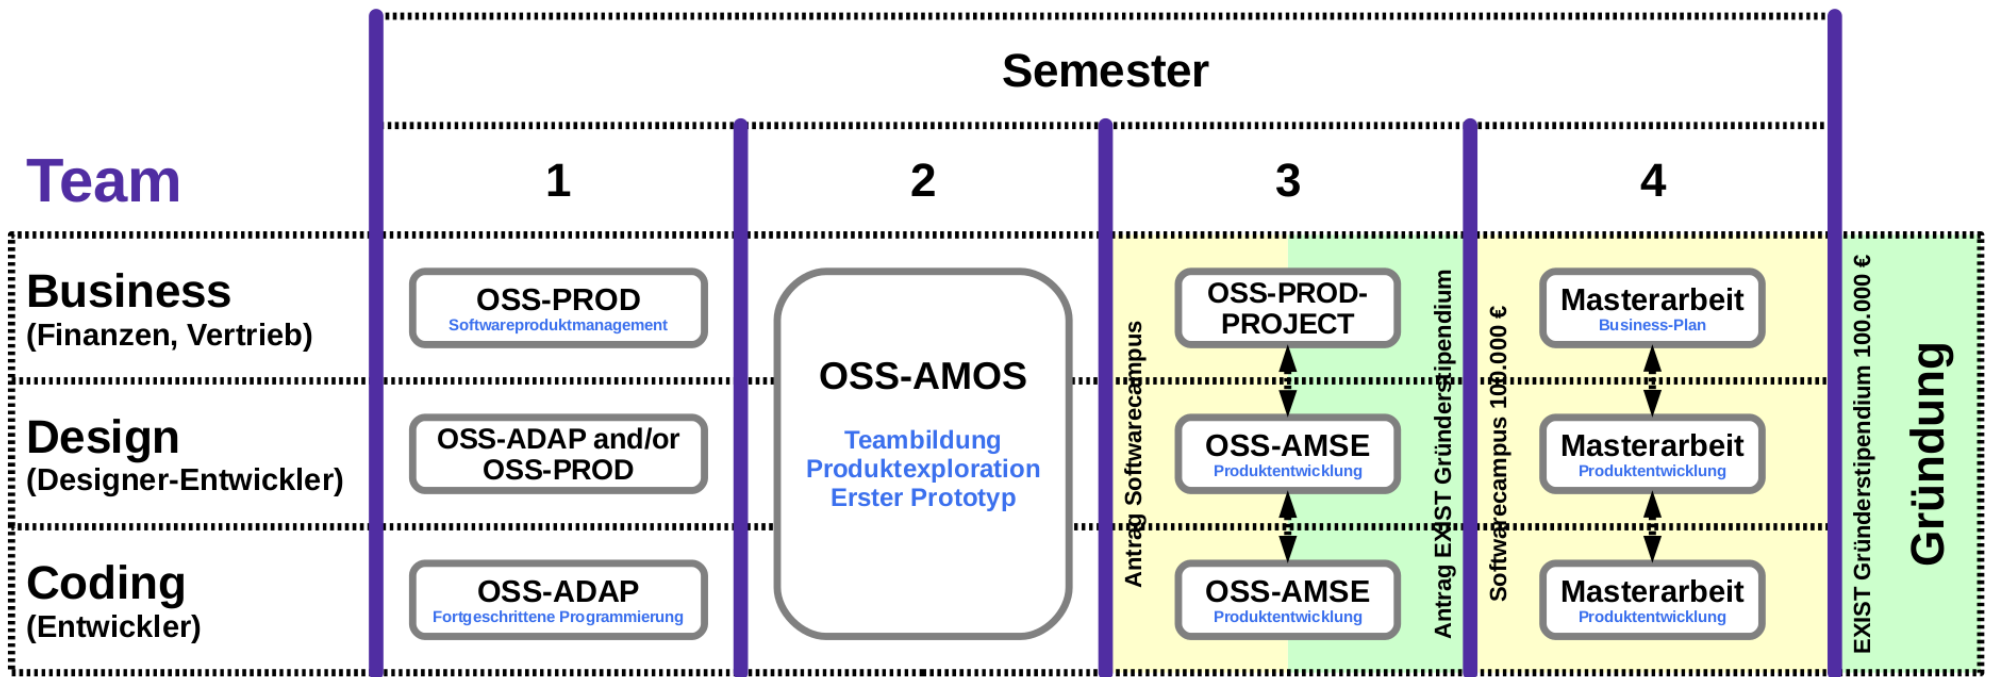 Semester
Team
1
2
3
4
Business
(Finanzen, Vertrieb)
OSS-PROD
Softwareproduktmanagement
Design
(Designer-Entwickler)
OSS-ADAP and/or
OSS-PROD
Coding
(Entwickler)
OSS-ADAP
Fortgeschrittene Programmierung
OSS-AMOS
Teambildung
Produktexploration
Erster Prototyp
Antrag Softwarecampus
OSS-PROD-
PROJECT
OSS-AMSE
Produktentwicklung
OSS-AMSE
Produktentwicklung
Antrag EXIST Gründerstipendium
Softwarecampus 100.000 €
Masterarbeit
Business-Plan
Masterarbeit
Produktentwicklung
Masterarbeit
Produktentwicklung
EXIST Gründerstipendium 100.000 €
Gründung